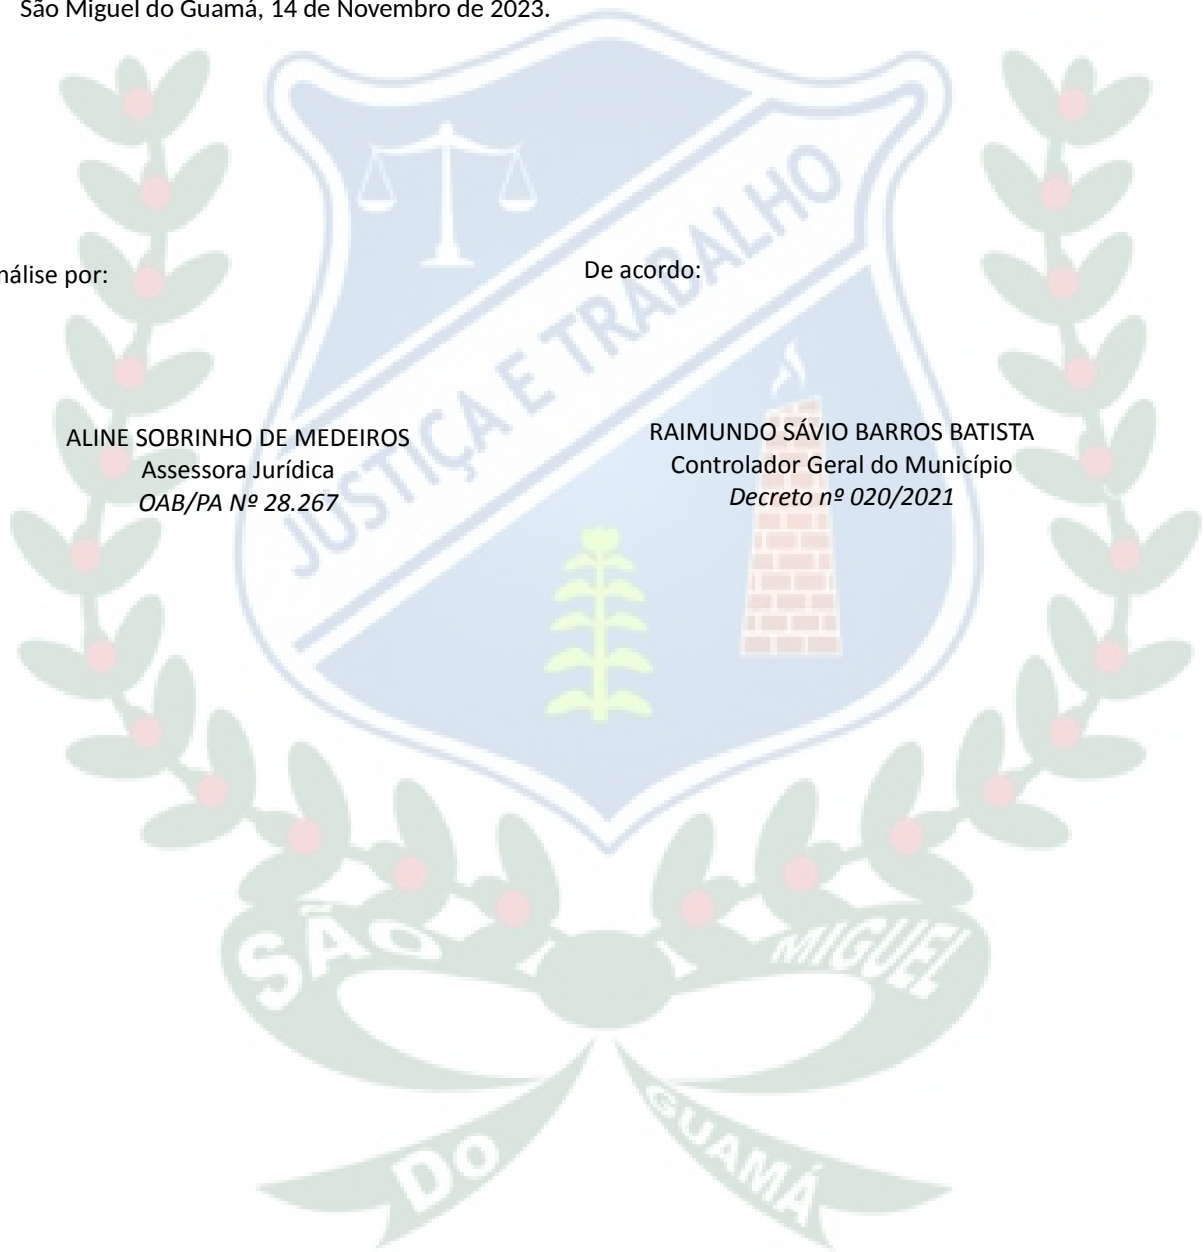 São Miguel do Guamá, 14 de Novembro de 2023.
nálise por:
De acordo:
ALINE SOBRINHO DE MEDEIROS
Assessora Jurídica
OAB/PA Nº 28.267
RAIMUNDO SÁVIO BARROS BATISTA
Controlador Geral do Município
Decreto nº 020/2021
JUSTIÇA E TRABALHO
SÃO
MIGUEL
DO
GUAMÁ